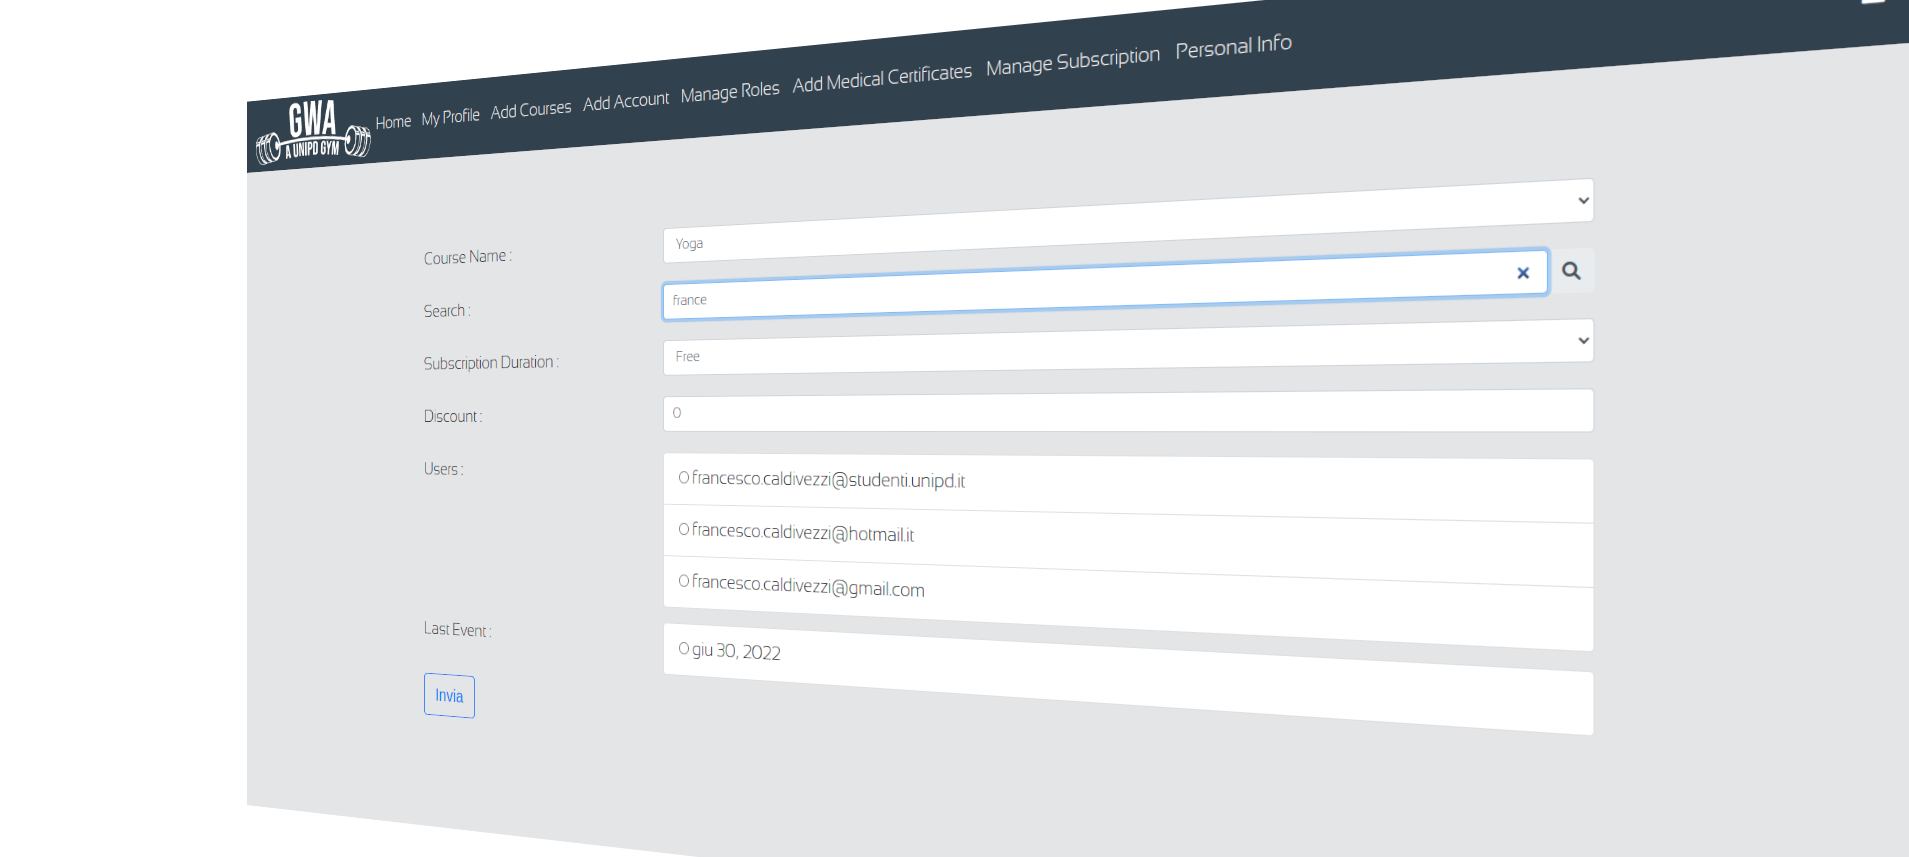 GWA
A UNIPD GYM
Home My Profile Add Courses Add Account Manage Roles Add Medical Certificates Manage Subscription Personal Info
Course Name : Yoga
Search : france
Subscription Duration : Free
Discount : 0
Users : francesco.caldivezzi@studenti.unipd.it
francesco.caldivezzi@hotmail.it
francesco.caldivezzi@gmail.com
Last Event : giu 30, 2022
Invia